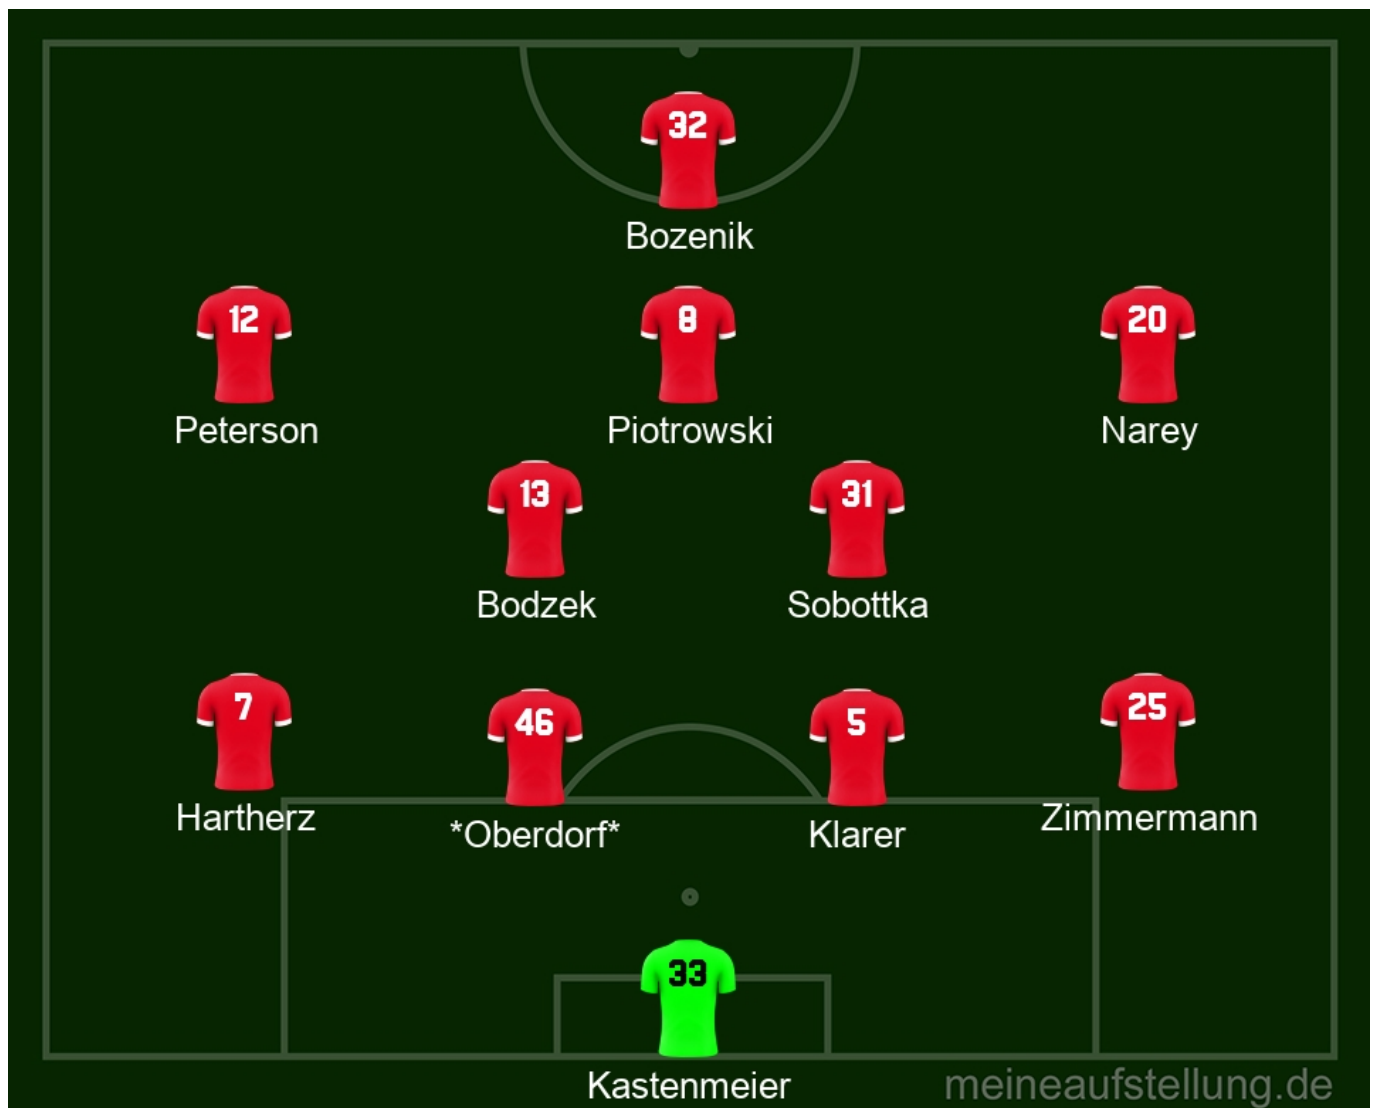 32
Bozenik
12 8 20
Peterson Piotrowski Narey
13 31
Bodzek Sobottka
7 46 5 25
Hartherz *Oberdorf* Klarer Zimmermann
33
Kastenmeier
meineaufstellung.de